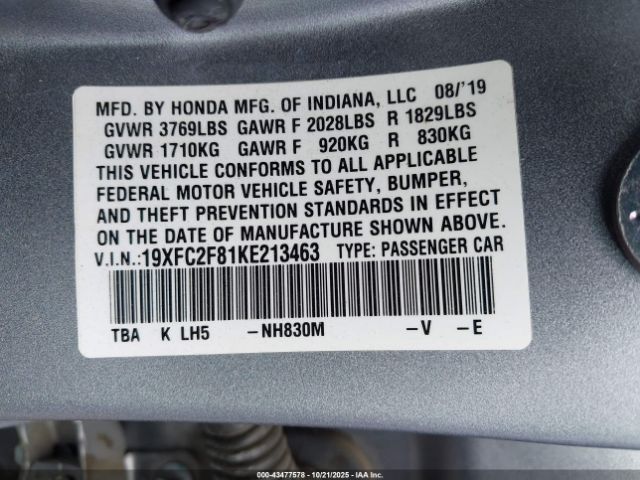 MFD. BY HONDA MFG. OF INDIANA, LLC 08/'19
GVWR 3769LBS GAWR F 2028LBS R 1829LBS
GVWR 1710KG GAWR F 920KG R 830KG
THIS VEHICLE CONFORMS TO ALL APPLICABLE
FEDERAL MOTOR VEHICLE SAFETY, BUMPER,
AND THEFT PREVENTION STANDARDS IN EFFECT
ON THE DATE OF MANUFACTURE SHOWN ABOVE.
V.I.N.:19XFC2F81KE213463 TYPE: PASSENGER CAR
TBA K LH5 -NH830M -V -E
000-43477578 - 10/21/2025 - IAA Inc.